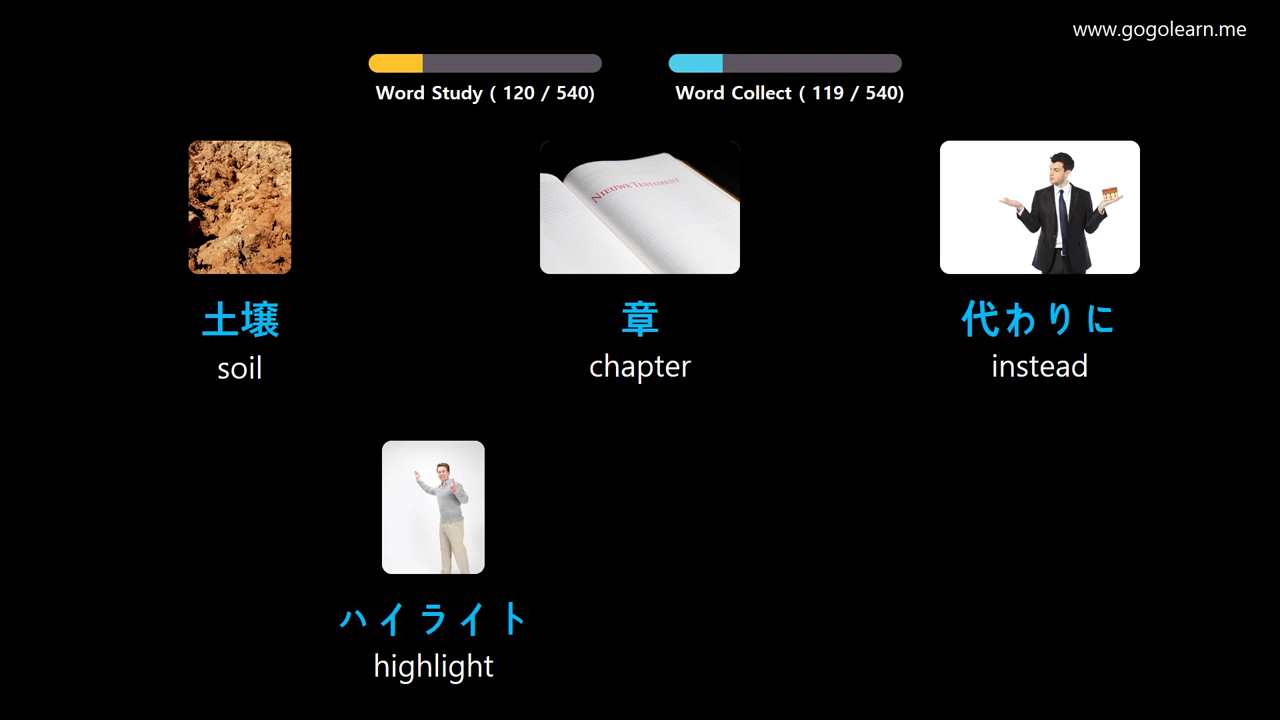 www.gogolearn.me
Word Study ( 120 / 540)
Word Collect ( 119 / 540)
NIEUWE TESTAMENT
土壌
soil
章
chapter
代わりに
instead
ハイライト
highlight